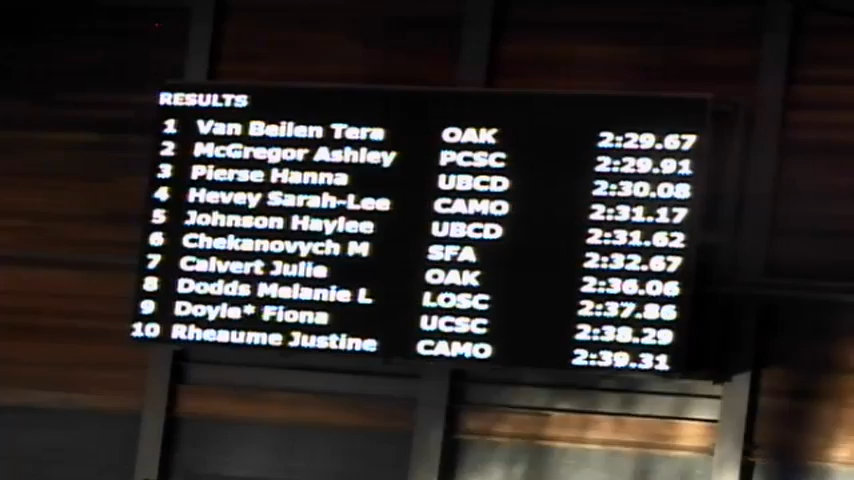 RESULTS
1 Van Beilen Tera OAK 2:29.67
2 McGregor Ashley PCSC 2:29.91
3 Pierse Hanna UBCD 2:30.08
4 Hevey Sarah-Lee CAMO 2:31.17
5 Johnson Haylee UBCD 2:31.62
6 Chekanovych M SFA 2:32.67
7 Calvert Julie OAK 2:36.06
8 Dodds Melanie L LOSC 2:37.86
9 Doyle* Fiona UCSC 2:38.29
10 Rheaume Justine CAMO 2:39.31